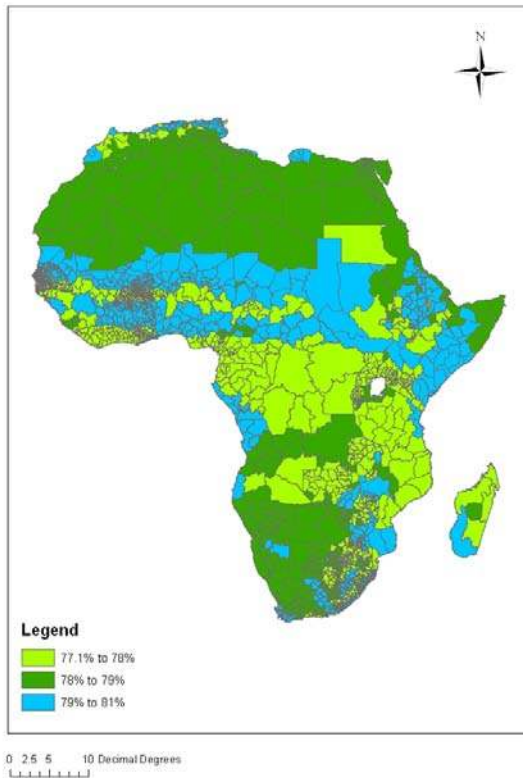 N
Legend
77.1% to 78%
78% to 79%
79% to 81%
0 2.5 5 10 Decimal Degrees